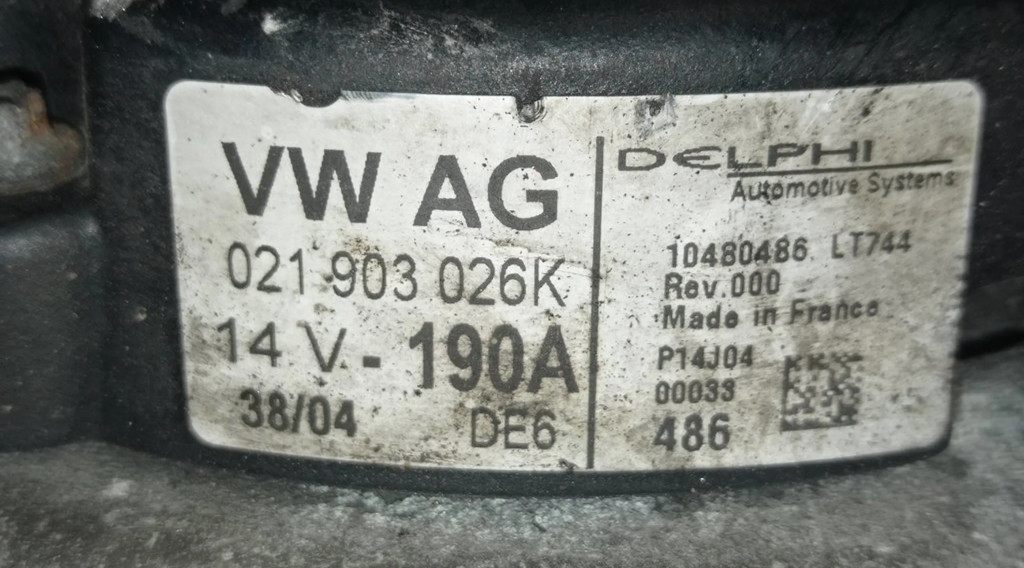 VW AG
021 903 026K
14 V - 190A
38/04 DE6
DELPHI
Automotive Systems
10480486 LT744
Rev.000
Made in France
P14J04
00033
486